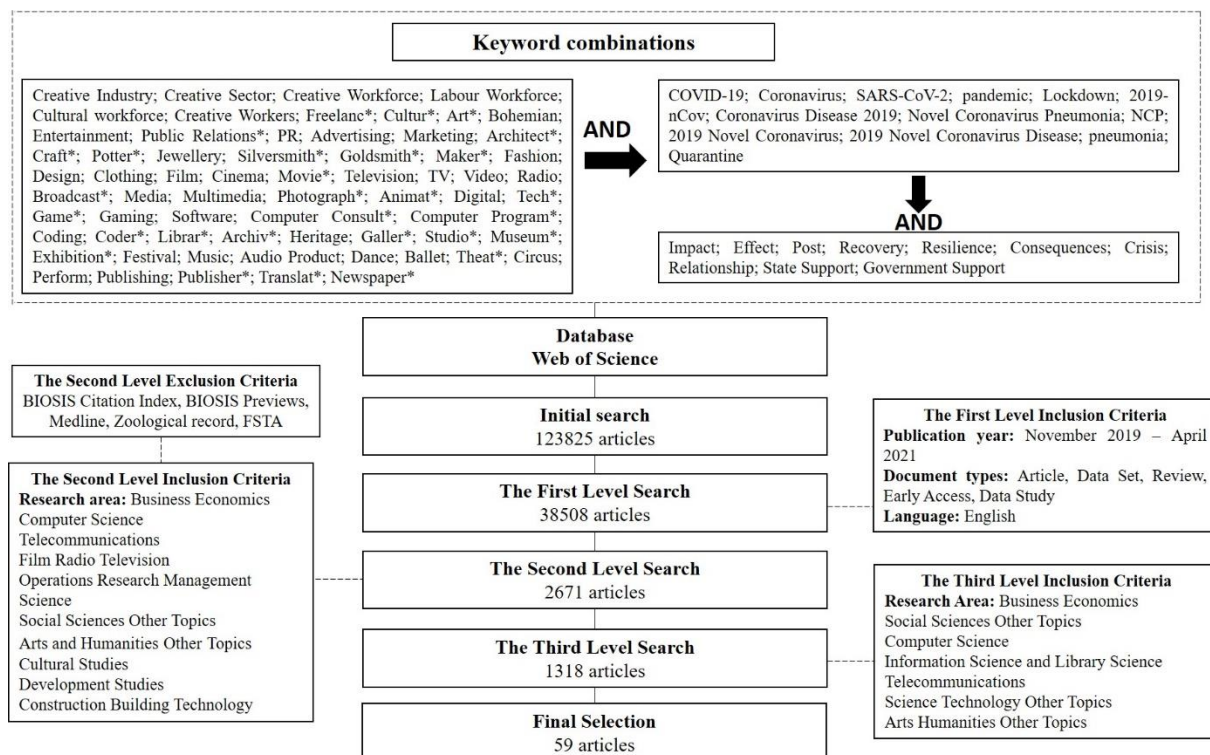 Keyword combinations
Creative Industry; Creative Sector; Creative Workforce; Labour Workforce;
Cultural workforce; Creative Workers; Freelanc*; Cultur*; Art*; Bohemian;
Entertainment; Public Relations*; PR; Advertising; Marketing; Architect*;
Craft*; Potter*; Jewellery; Silversmith*; Goldsmith*; Maker*; Fashion;
Design; Clothing; Film; Cinema; Movie*; Television; TV; Video; Radio;
Broadcast*; Media; Multimedia; Photograph*; Animat*; Digital; Tech*;
Game*; Gaming; Software; Computer Consult*; Computer Program*;
Coding; Coder*; Librar*; Archiv*; Heritage; Galler*; Studio*; Museum*;
Exhibition*; Festival; Music; Audio Product; Dance; Ballet; Theat*; Circus;
Perform; Publishing; Publisher*; Translat*; Newspaper*
AND
COVID-19; Coronavirus; SARS-CoV-2; pandemic; Lockdown; 2019-
nCov; Coronavirus Disease 2019; Novel Coronavirus Pneumonia; NCP;
2019 Novel Coronavirus; 2019 Novel Coronavirus Disease; pneumonia;
Quarantine
AND
Impact; Effect; Post; Recovery; Resilience; Consequences; Crisis;
Relationship; State Support; Government Support
Database
Web of Science
The Second Level Exclusion Criteria
BIOSIS Citation Index, BIOSIS Previews,
Medline, Zoological record, FSTA
Initial search
123825 articles
The First Level Inclusion Criteria
Publication year: November 2019 – April
2021
Document types: Article, Data Set, Review,
Early Access, Data Study
Language: English
The First Level Search
38508 articles
The Second Level Inclusion Criteria
Research area: Business Economics
Computer Science
Telecommunications
Film Radio Television
Operations Research Management
Science
Social Sciences Other Topics
Arts and Humanities Other Topics
Cultural Studies
Development Studies
Construction Building Technology
The Second Level Search
2671 articles
The Third Level Inclusion Criteria
Research Area: Business Economics
Social Sciences Other Topics
Computer Science
Information Science and Library Science
Telecommunications
Science Technology Other Topics
Arts Humanities Other Topics
The Third Level Search
1318 articles
Final Selection
59 articles